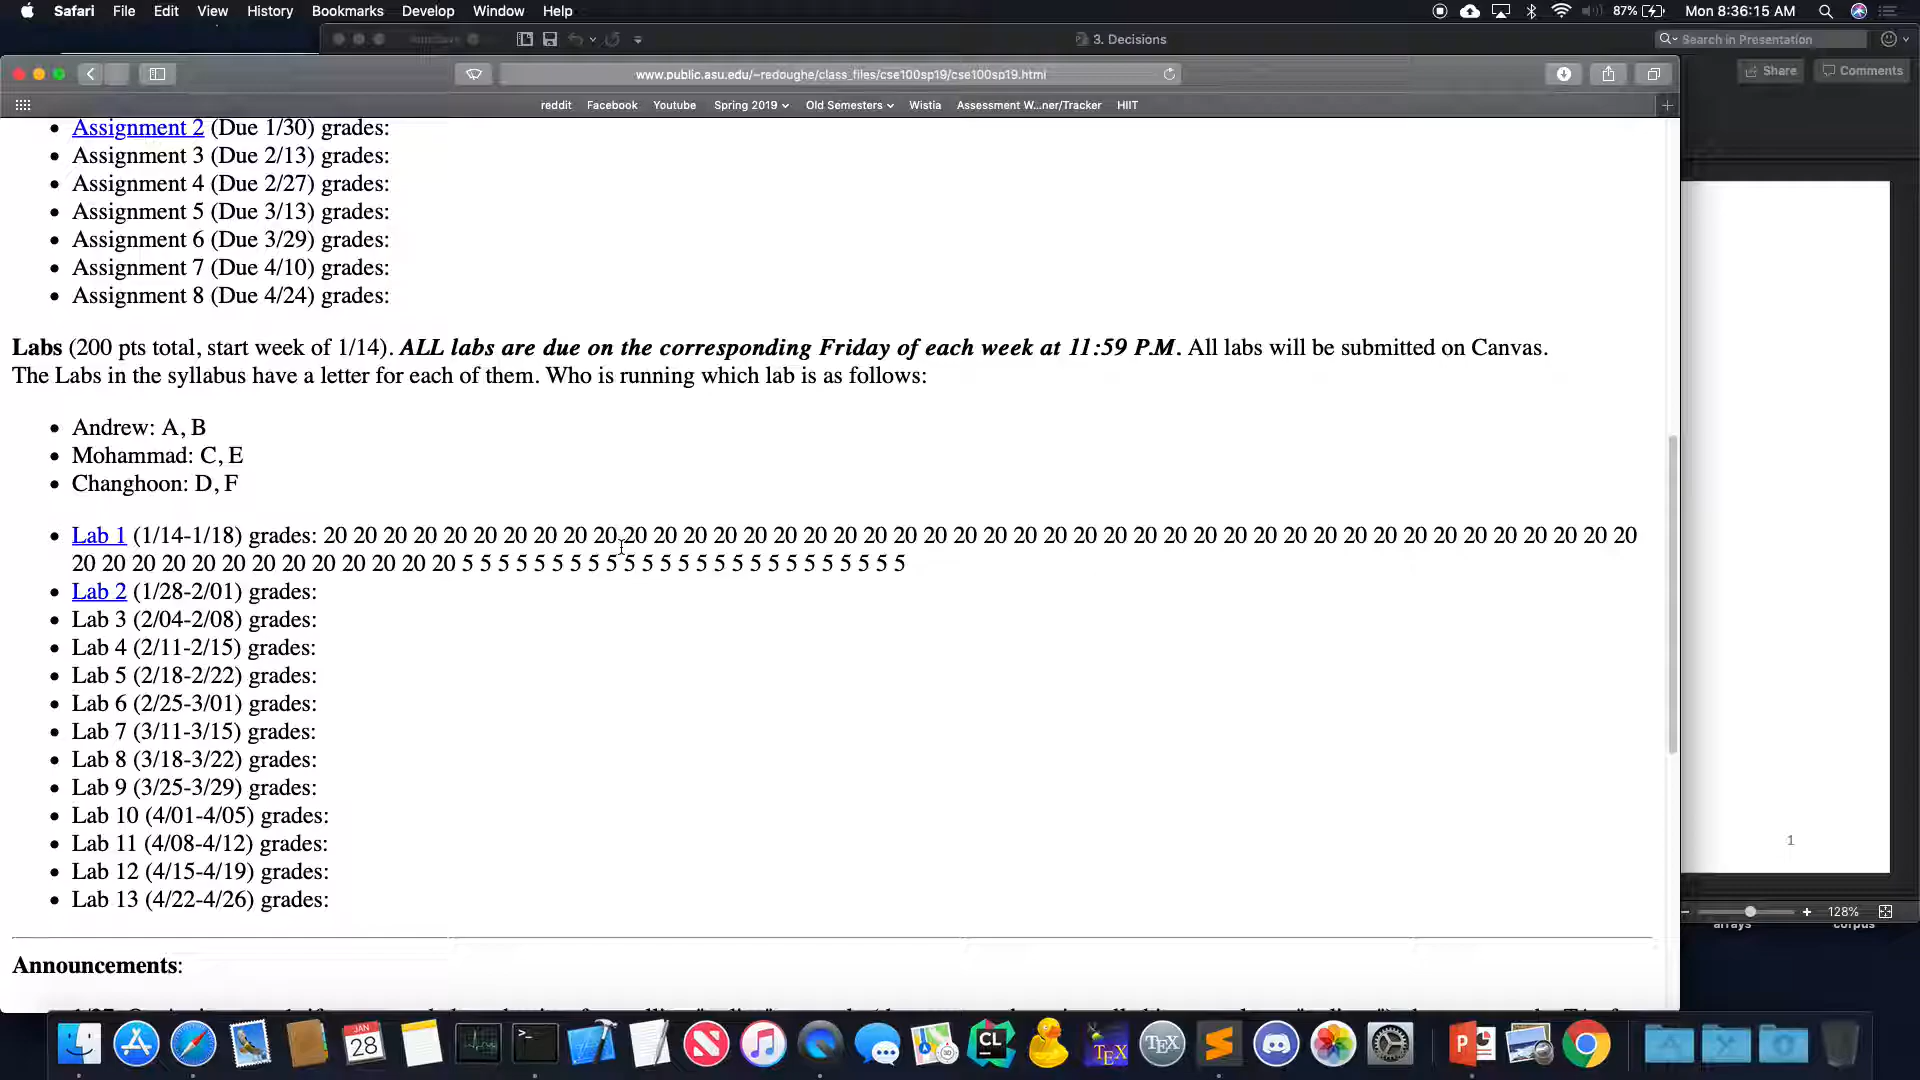 Safari File Edit View History Bookmarks Develop Window Help 87% Mon 8:36:15 AM
3. Decisions Search in Presentation
www.public.asu.edu/~redoughe/class_files/cse100sp19/cse100sp19.html Share Comments
reddit Facebook Youtube Spring 2019 Old Semesters Wistia Assessment W...ner/Tracker HIIT
• Assignment 2 (Due 1/30) grades:
• Assignment 3 (Due 2/13) grades:
• Assignment 4 (Due 2/27) grades:
• Assignment 5 (Due 3/13) grades:
• Assignment 6 (Due 3/29) grades:
• Assignment 7 (Due 4/10) grades:
• Assignment 8 (Due 4/24) grades:
Labs (200 pts total, start week of 1/14). ALL labs are due on the corresponding Friday of each week at 11:59 P.M. All labs will be submitted on Canvas.
The Labs in the syllabus have a letter for each of them. Who is running which lab is as follows:
• Andrew: A, B
• Mohammad: C, E
• Changhoon: D, F
• Lab 1 (1/14-1/18) grades: 20 20 20 20 20 20 20 20 20 20 20 20 20 20 20 20 20 20 20 20 20 20 20 20 20 20 20 20 20 20 20 20 20 20 20 20 20 20 20 20 20 20 20 20
20 20 20 20 20 20 20 20 20 20 20 20 20 5 5 5 5 5 5 5 5 5 5 5 5 5 5 5 5 5 5 5 5 5 5 5 5 5
• Lab 2 (1/28-2/01) grades:
• Lab 3 (2/04-2/08) grades:
• Lab 4 (2/11-2/15) grades:
• Lab 5 (2/18-2/22) grades:
• Lab 6 (2/25-3/01) grades:
• Lab 7 (3/11-3/15) grades:
• Lab 8 (3/18-3/22) grades:
• Lab 9 (3/25-3/29) grades:
• Lab 10 (4/01-4/05) grades:
• Lab 11 (4/08-4/12) grades:
• Lab 12 (4/15-4/19) grades:
• Lab 13 (4/22-4/26) grades:
1
128%
arrays corpus
Announcements:
JAN
28
CL
TEX
TEX